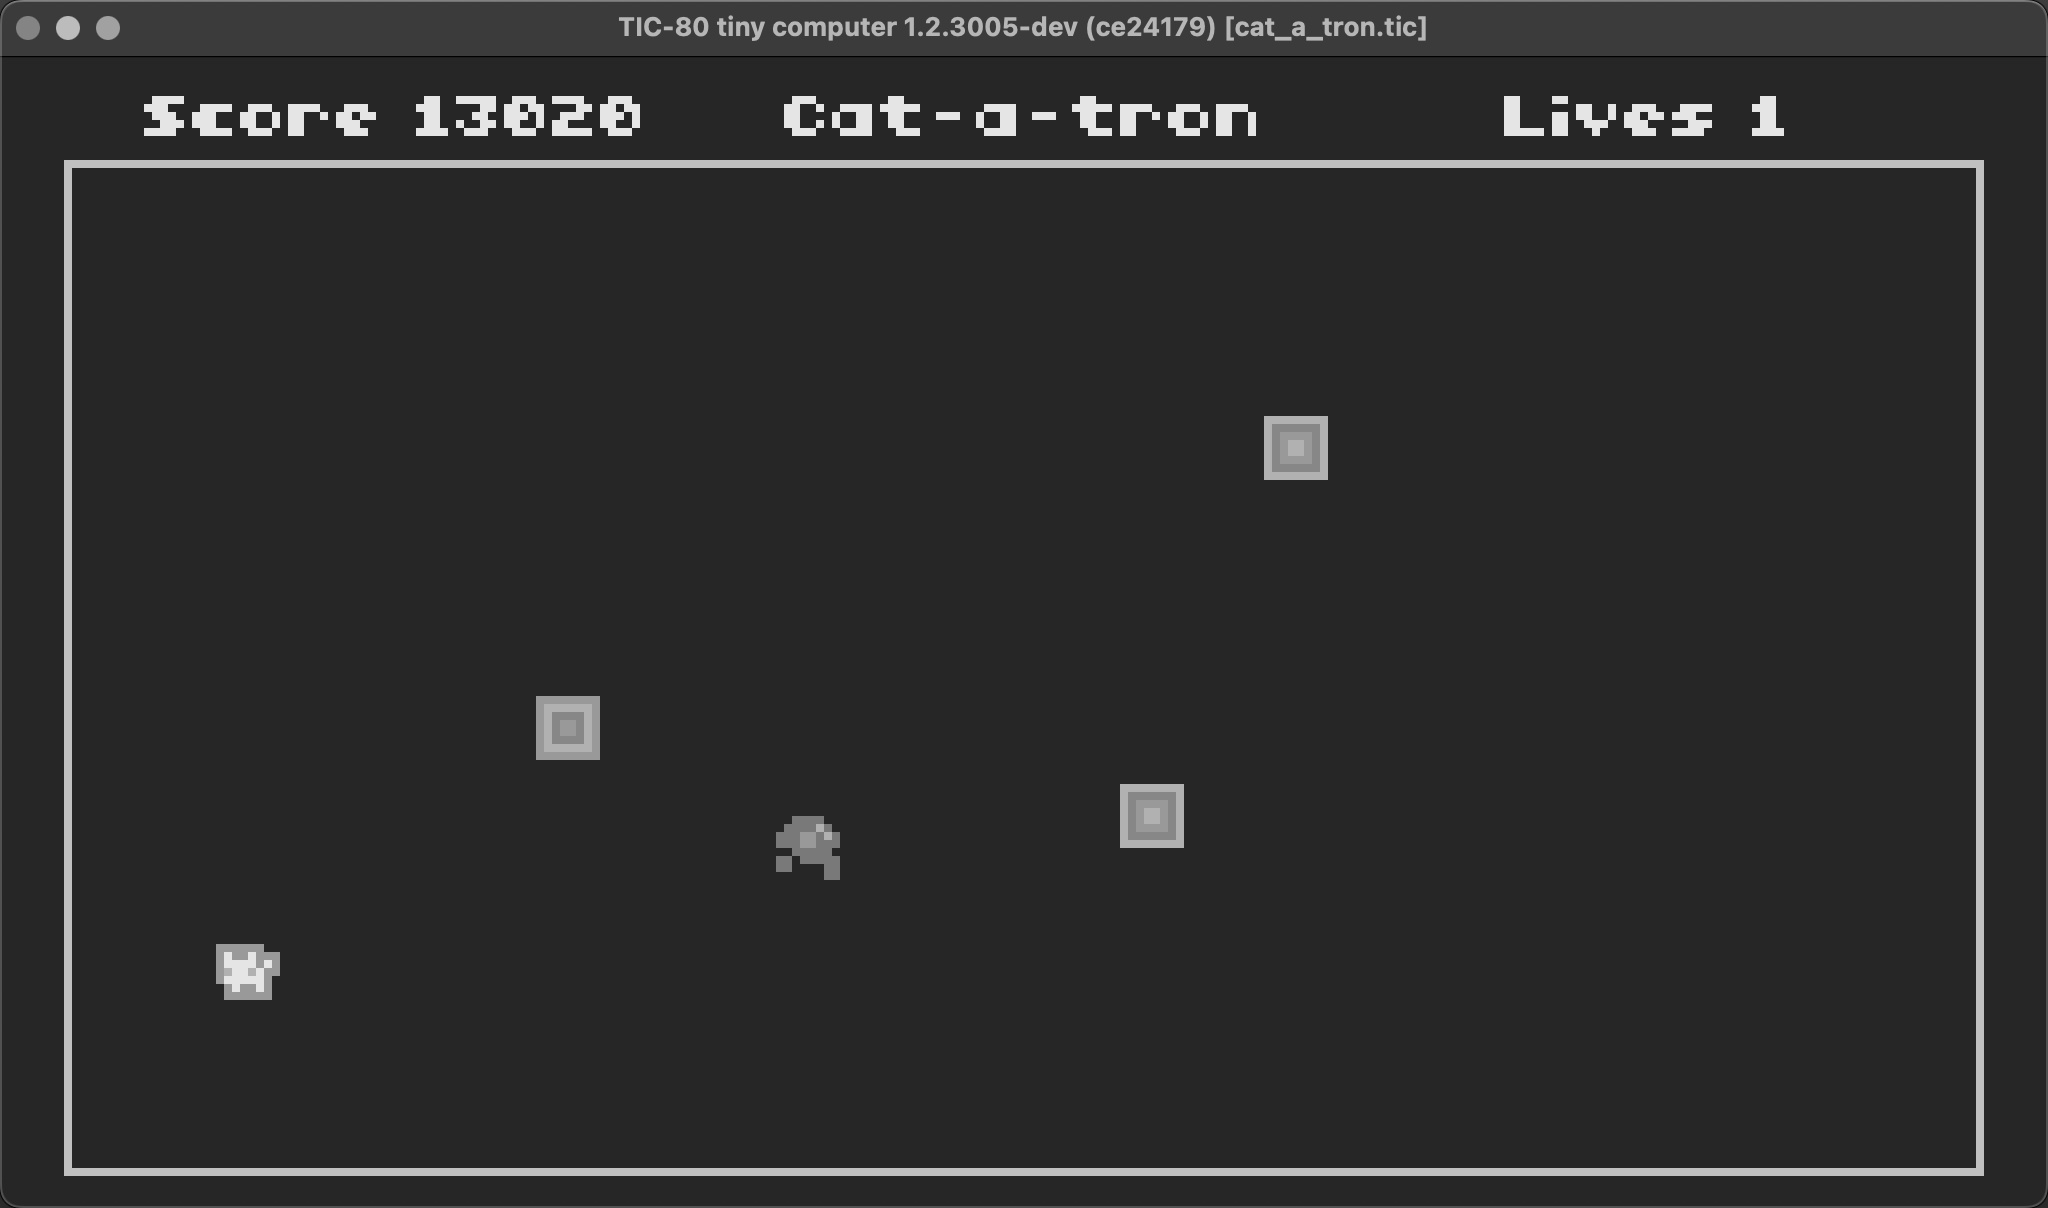 TIC-80 tiny computer 1.2.3005-dev (ce24179) [cat_a_tron.tic]
Score 13020 Cat-a-tron Lives 1